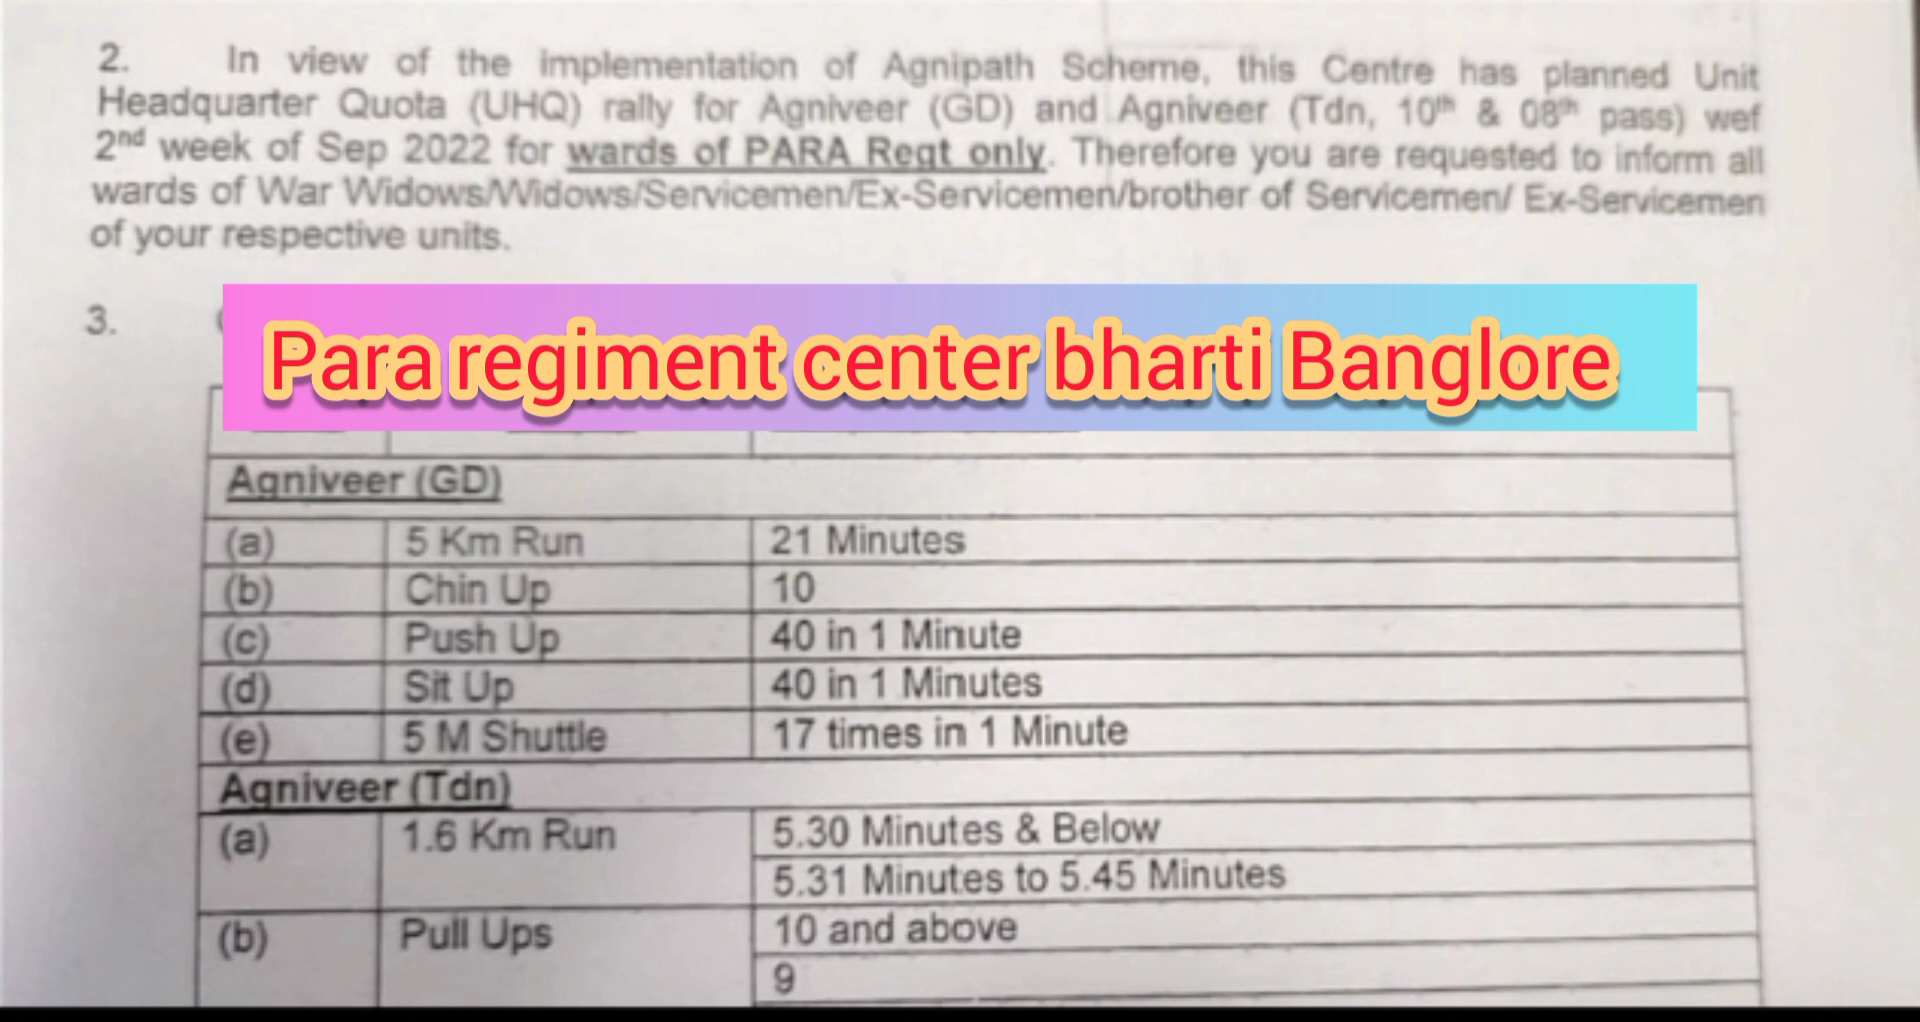 2. In view of the implementation of Agnipath Scheme, this Centre has planned Unit
Headquarter Quota (UHQ) rally for Agniveer (GD) and Agniveer (Tdn, 10th & 08th pass) wef
2nd week of Sep 2022 for wards of PARA Regt only. Therefore you are requested to inform all
wards of War Widows/Widows/Servicemen/Ex-Servicemen/brother of Servicemen/ Ex-Servicemen
of your respective units.
3.
Para regiment center bharti Banglore
Agniveer (GD)
(a) 5 Km Run 21 Minutes
(b) Chin Up 10
(c) Push Up 40 in 1 Minute
(d) Sit Up 40 in 1 Minutes
(e) 5 M Shuttle 17 times in 1 Minute
Agniveer (Tdn)
(a) 1.6 Km Run 5.30 Minutes & Below
5.31 Minutes to 5.45 Minutes
(b) Pull Ups 10 and above
9